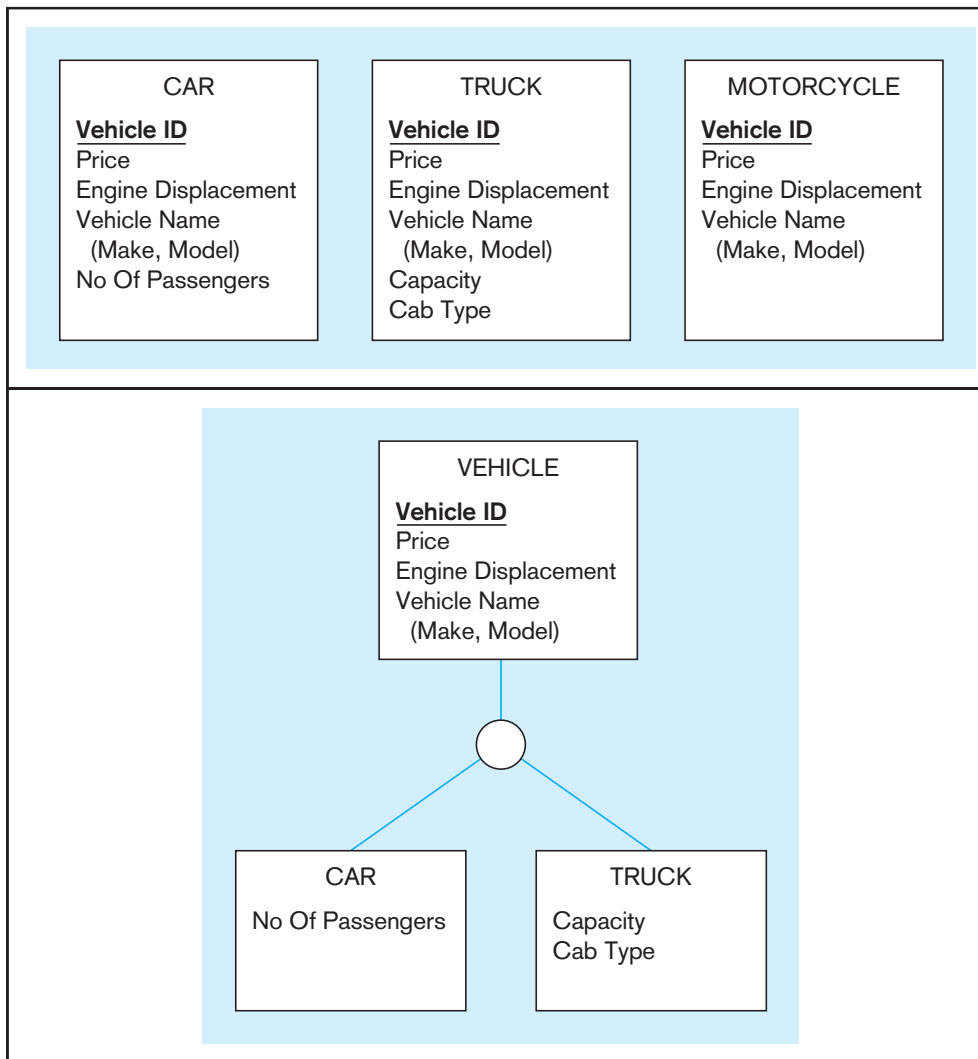 CAR
Vehicle ID
Price
Engine Displacement
Vehicle Name
(Make, Model)
No Of Passengers
TRUCK
Vehicle ID
Price
Engine Displacement
Vehicle Name
(Make, Model)
Capacity
Cab Type
MOTORCYCLE
Vehicle ID
Price
Engine Displacement
Vehicle Name
(Make, Model)
VEHICLE
Vehicle ID
Price
Engine Displacement
Vehicle Name
(Make, Model)
CAR
No Of Passengers
TRUCK
Capacity
Cab Type